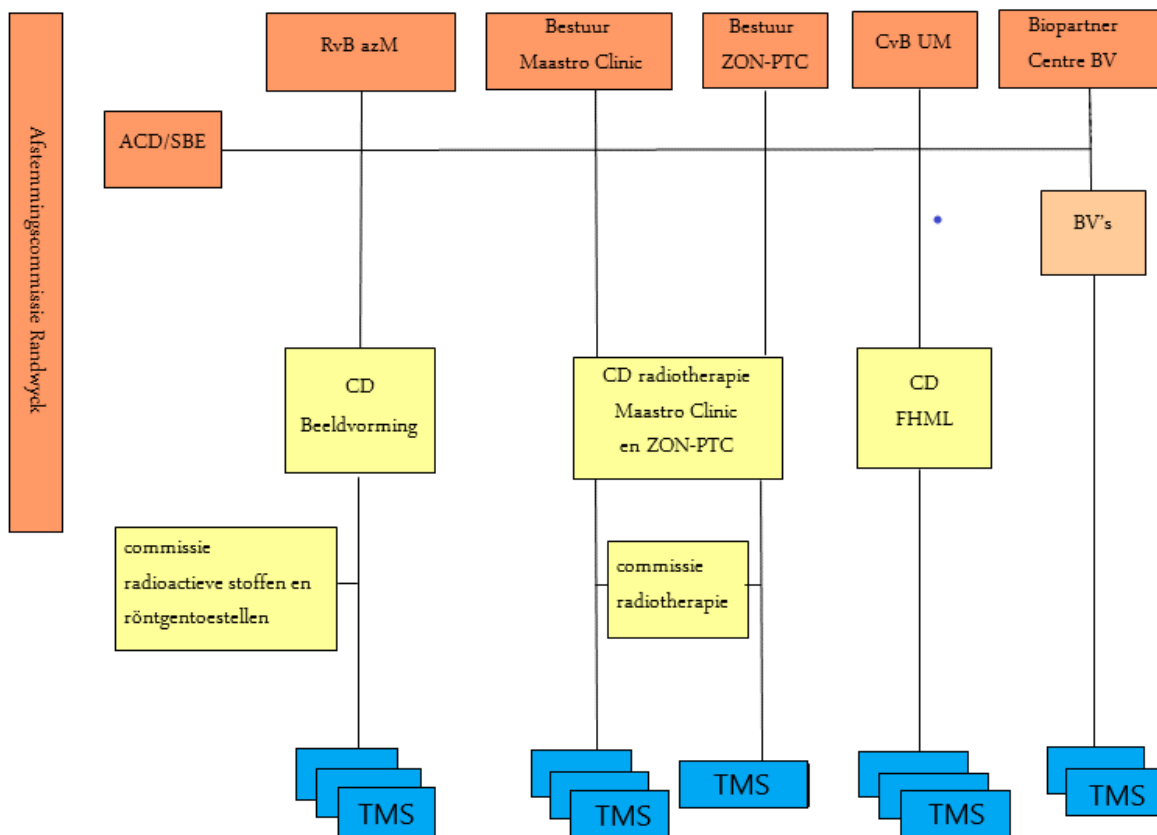 RvB azM
Bestuur
Maastro Clinic
Bestuur
ZON-PTC
CvB UM
Biopartner
Centre BV
Afstemmingscommissie Randwyck
ACD/SBE
BV's
CD
Beeldvorming
CD radiotherapie
Maastro Clinic
en ZON-PTC
CD
FHML
commissie
radioactieve stoffen en
röntgentoestellen
commissie
radiotherapie
TMS
TMS
TMS
TMS
TMS